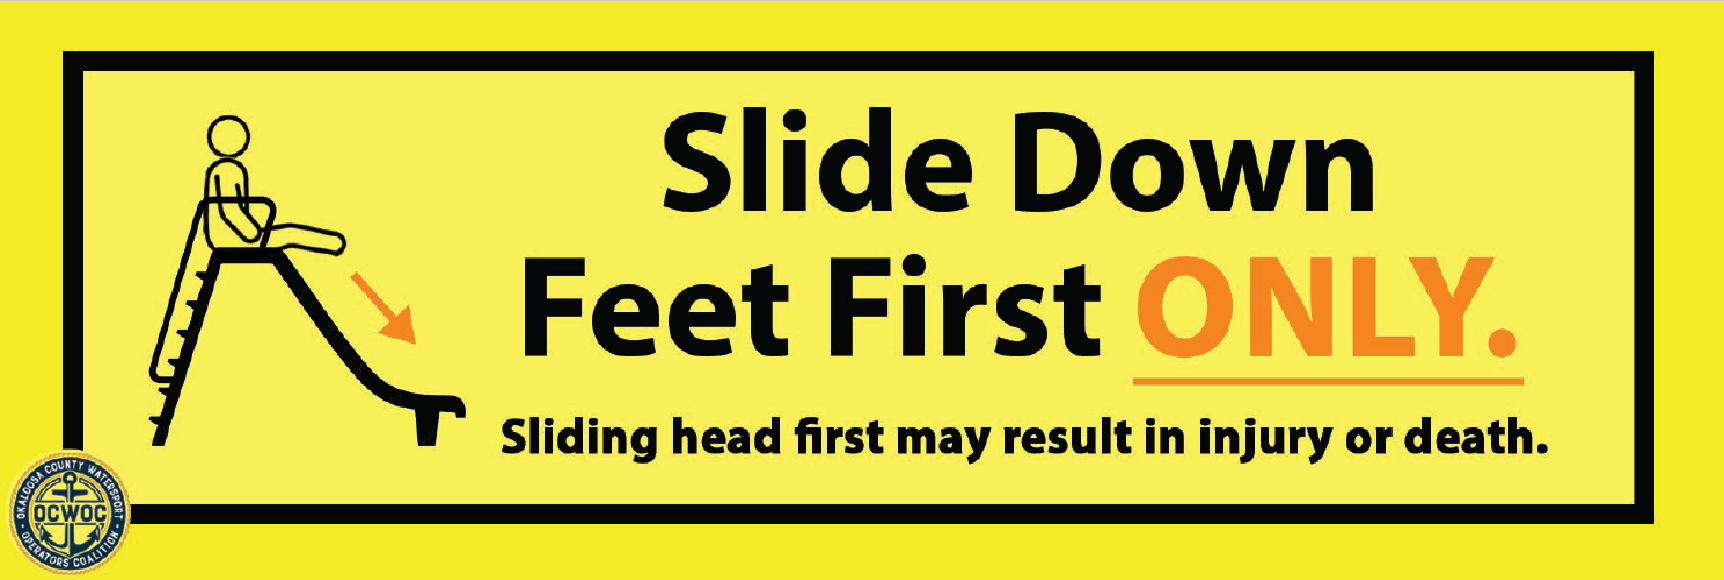 Slide Down
Feet First ONLY.
Sliding head first may result in injury or death.
OKALOOSA COUNTY WATERSPORT
OCWOC
OPERATORS COALITION